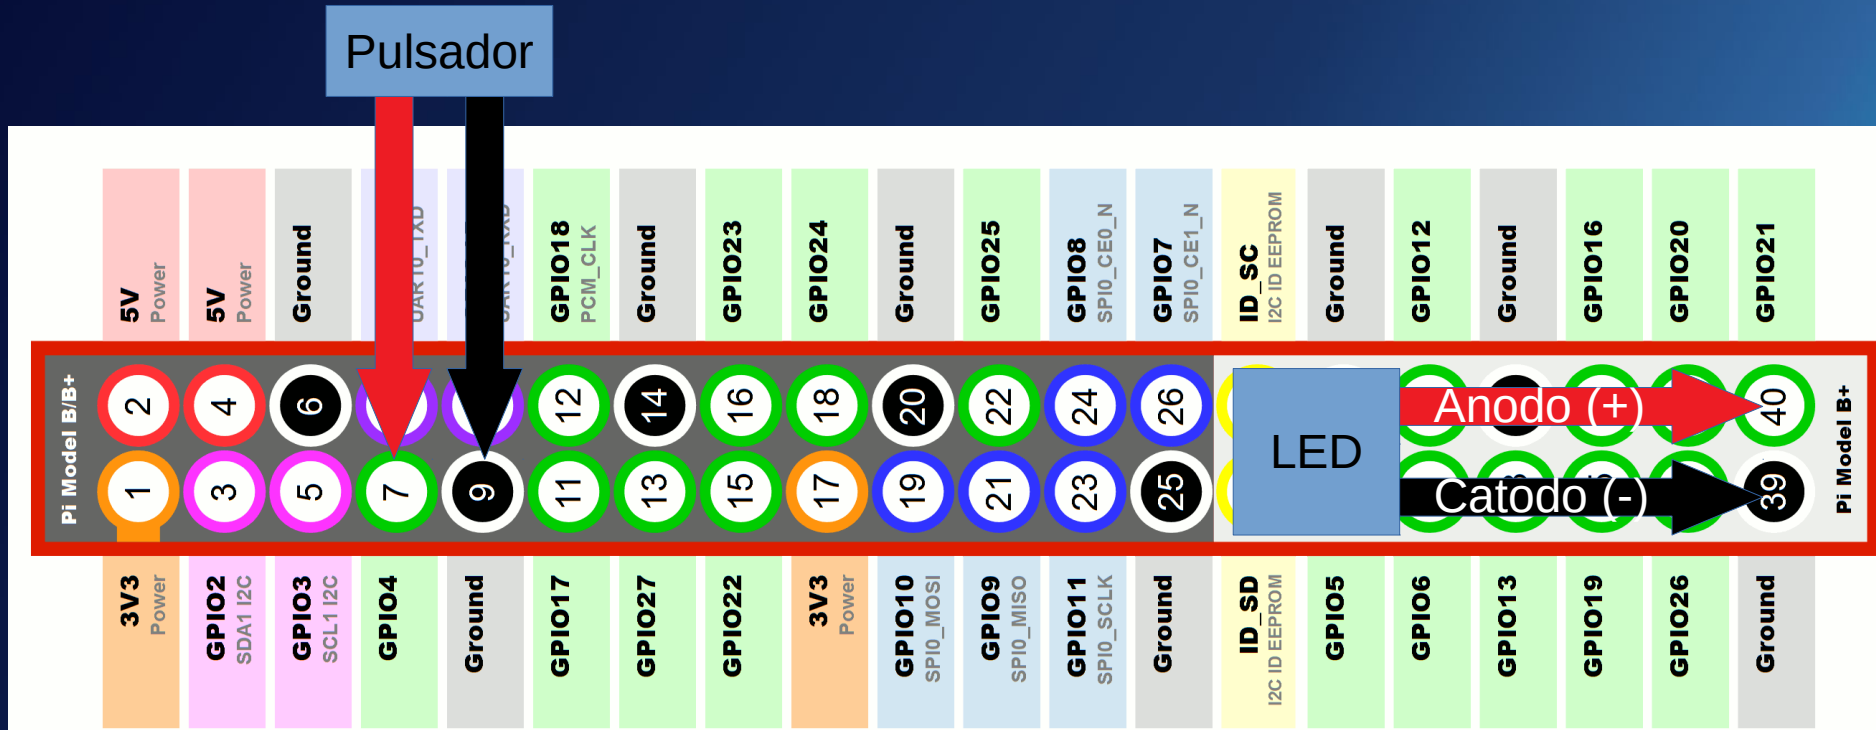 Pulsador
5V
Power
5V
Power
Ground
GPIO18
PCM_CLK
Ground
GPIO23
GPIO24
Ground
GPIO25
GPIO8
SPI0_CE0_N
GPIO7
SPI0_CE1_N
ID_SC
I2C ID EEPROM
Ground
GPIO12
Ground
GPIO16
GPIO20
GPIO21
Pi Model B/B+
2
4
6
12
14
16
18
20
22
24
26
LED
Anodo (+)
40
Pi Model B+
1
3
5
7
9
11
13
15
17
19
21
23
25
Catodo (-)
39
3V3
Power
GPIO2
SDA1 I2C
GPIO3
SCL1 I2C
GPIO4
Ground
GPIO17
GPIO27
GPIO22
3V3
Power
GPIO10
SPI0_MOSI
GPIO9
SPI0_MISO
GPIO11
SPI0_SCLK
Ground
ID_SD
I2C ID EEPROM
GPIO5
GPIO6
GPIO13
GPIO19
GPIO26
Ground